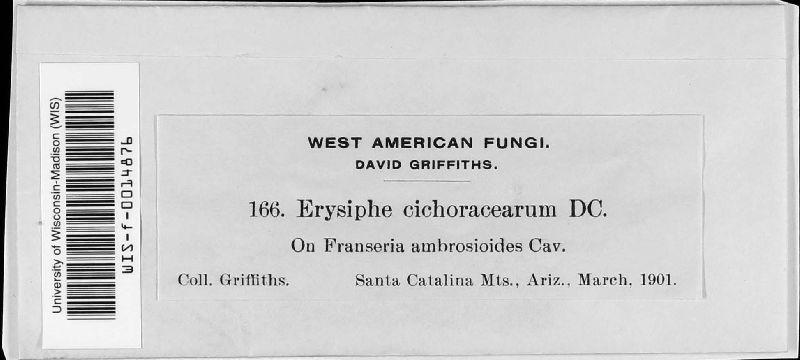 University of Wisconsin-Madison (WIS)
WIS-f-0014876
WEST AMERICAN FUNGI.
DAVID GRIFFITHS.
166. Erysiphe cichoracearum DC.
On Franseria ambrosioides Cav.
Coll. Griffiths. Santa Catalina Mts., Ariz., March, 1901.